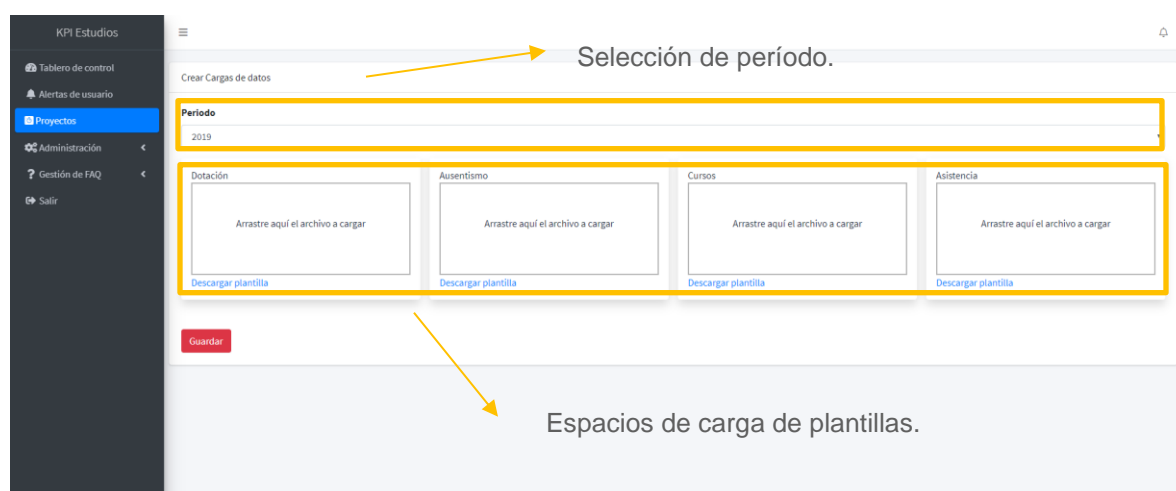 KPI Estudios
Tablero de control
Alertas de usuario
Proyectos
Administración
Gestión de FAQ
Salir
Selección de período.
Crear Cargas de datos
Periodo
2019
Dotación
Arrastre aquí el archivo a cargar
Descargar plantilla
Ausentismo
Arrastre aquí el archivo a cargar
Descargar plantilla
Cursos
Arrastre aquí el archivo a cargar
Descargar plantilla
Asistencia
Arrastre aquí el archivo a cargar
Descargar plantilla
Guardar
Espacios de carga de plantillas.